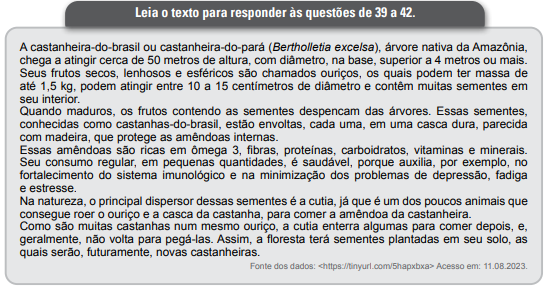 Leia o texto para responder às questões de 39 a 42.
A castanheira-do-brasil ou castanheira-do-pará (Bertholletia excelsa), árvore nativa da Amazônia,
chega a atingir cerca de 50 metros de altura, com diâmetro, na base, superior a 4 metros ou mais.
Seus frutos secos, lenhosos e esféricos são chamados ouriços, os quais podem ter massa de
até 1,5 kg, podem atingir entre 10 a 15 centímetros de diâmetro e contêm muitas sementes em
seu interior.
Quando maduros, os frutos contendo as sementes despencam das árvores. Essas sementes,
conhecidas como castanhas-do-brasil, estão envoltas, cada uma, em uma casca dura, parecida
com madeira, que protege as amêndoas internas.
Essas amêndoas são ricas em ômega 3, fibras, proteínas, carboidratos, vitaminas e minerais.
Seu consumo regular, em pequenas quantidades, é saudável, porque auxilia, por exemplo, no
fortalecimento do sistema imunológico e na minimização dos problemas de depressão, fadiga
e estresse.
Na natureza, o principal dispersor dessas sementes é a cutia, já que é um dos poucos animais que
consegue roer o ouriço e a casca da castanha, para comer a amêndoa da castanheira.
Como são muitas castanhas num mesmo ouriço, a cutia enterra algumas para comer depois, e,
geralmente, não volta para pegá-las. Assim, a floresta terá sementes plantadas em seu solo, as
quais serão, futuramente, novas castanheiras.
Fonte dos dados: <https://tinyurl.com/5hapxbxa> Acesso em: 11.08.2023.